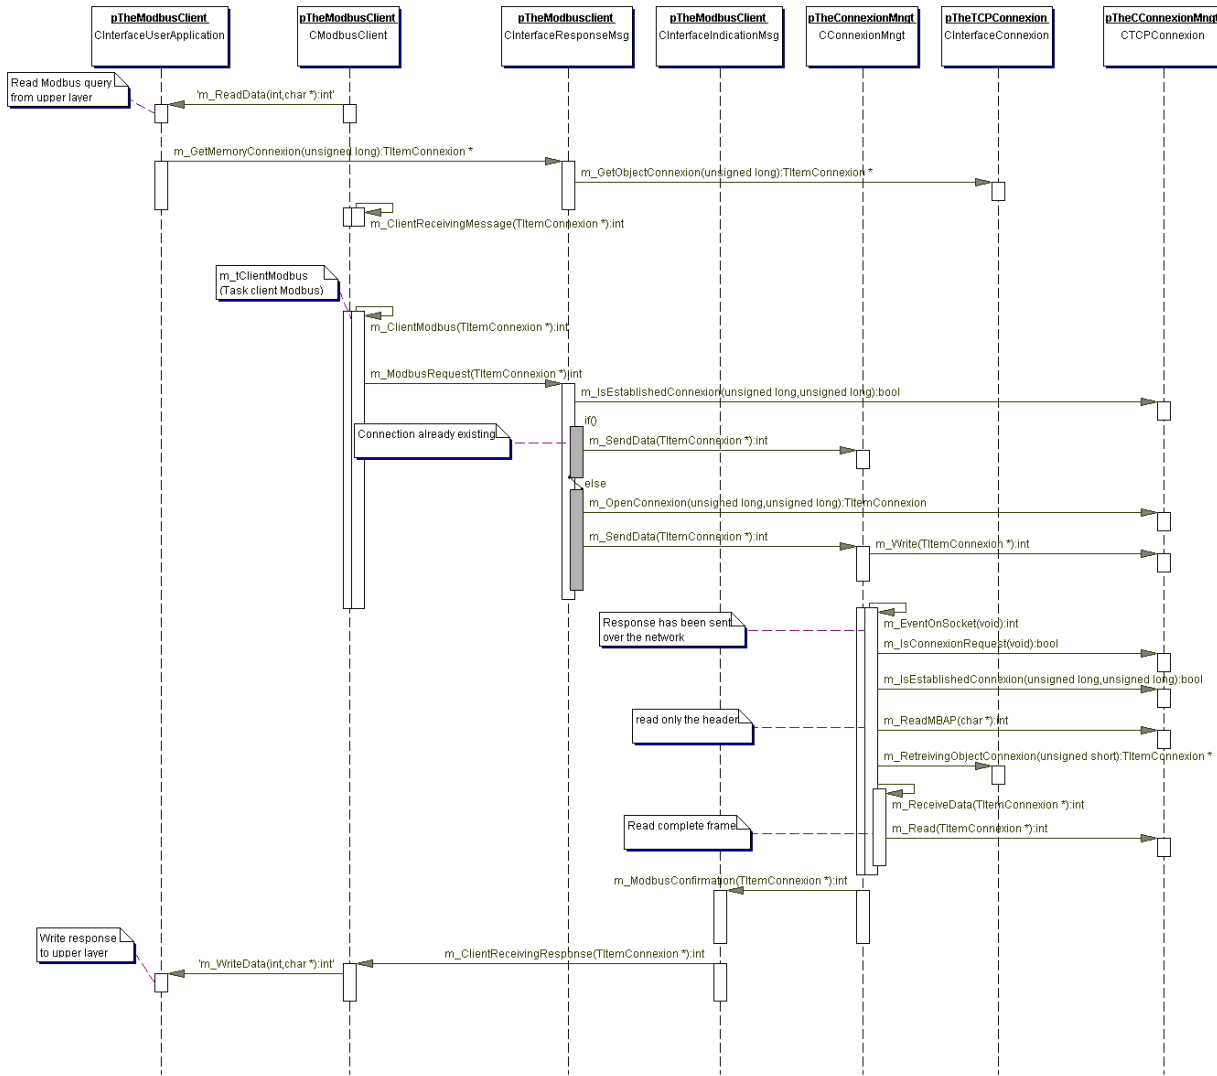 pTheModbusClient
CInterfaceUserApplication
pTheModbusClient
CModbusClient
pTheModbusclient
CInterfaceResponseMsg
pTheModbusClient
CInterfaceIndicationMsg
pTheConnexionMngt
CConnexionMngt
pTheTCPConnexion
CInterfaceConnexion
pTheCConnexionMngt
CTCPConnexion
Read Modbus query
from upper layer
'm_ReadData(int,char *):int'
m_GetMemoryConnexion(unsigned long):TItemConnexion *
m_GetObjectConnexion(unsigned long):TItemConnexion *
m_ClientReceivingMessage(TItemConnexion *):int
m_tClientModbus
(Task client Modbus)
m_ClientModbus(TItemConnexion *):int
m_ModbusRequest(TItemConnexion *):int
m_IsEstablishedConnexion(unsigned long,unsigned long):bool
if()
Connection already existing
m_SendData(TItemConnexion *):int
else
m_OpenConnexion(unsigned long,unsigned long):TItemConnexion
m_SendData(TItemConnexion *):int
m_Write(TItemConnexion *):int
Response has been sent
over the network
m_EventOnSocket(void):int
m_IsConnexionRequest(void):bool
m_IsEstablishedConnexion(unsigned long,unsigned long):bool
read only the header
m_ReadMBAP(char *):int
m_RetreivingObjectConnexion(unsigned short):TItemConnexion *
m_ReceiveData(TItemConnexion *):int
Read complete frame
m_Read(TItemConnexion *):int
m_ModbusConfirmation(TItemConnexion *):int
Write response
to upper layer
m_ClientReceivingResponse(TItemConnexion *):int
'm_WriteData(int,char *):int'